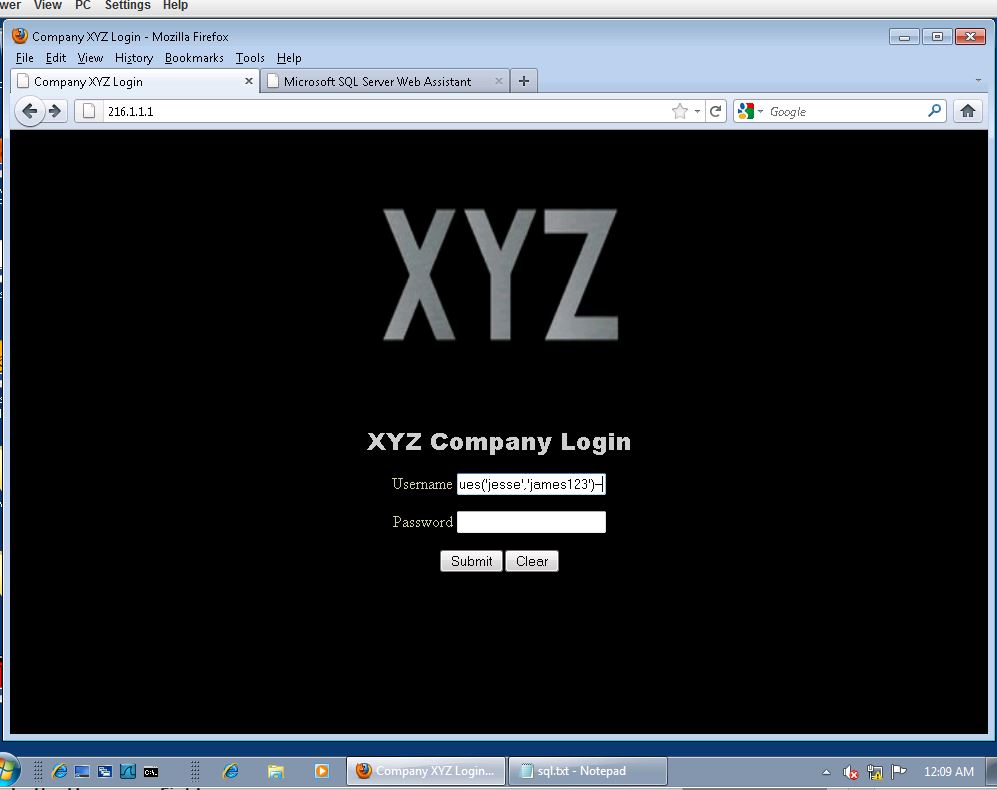 wer View PC Settings Help
Company XYZ Login - Mozilla Firefox
File Edit View History Bookmarks Tools Help
Company XYZ Login
Microsoft SQL Server Web Assistant
216.1.1.1
Google
XYZ
XYZ Company Login
Username ues('jesse','james123')--
Password
Submit Clear
C:\.
Company XYZ Login...
sql.txt - Notepad
12:09 AM